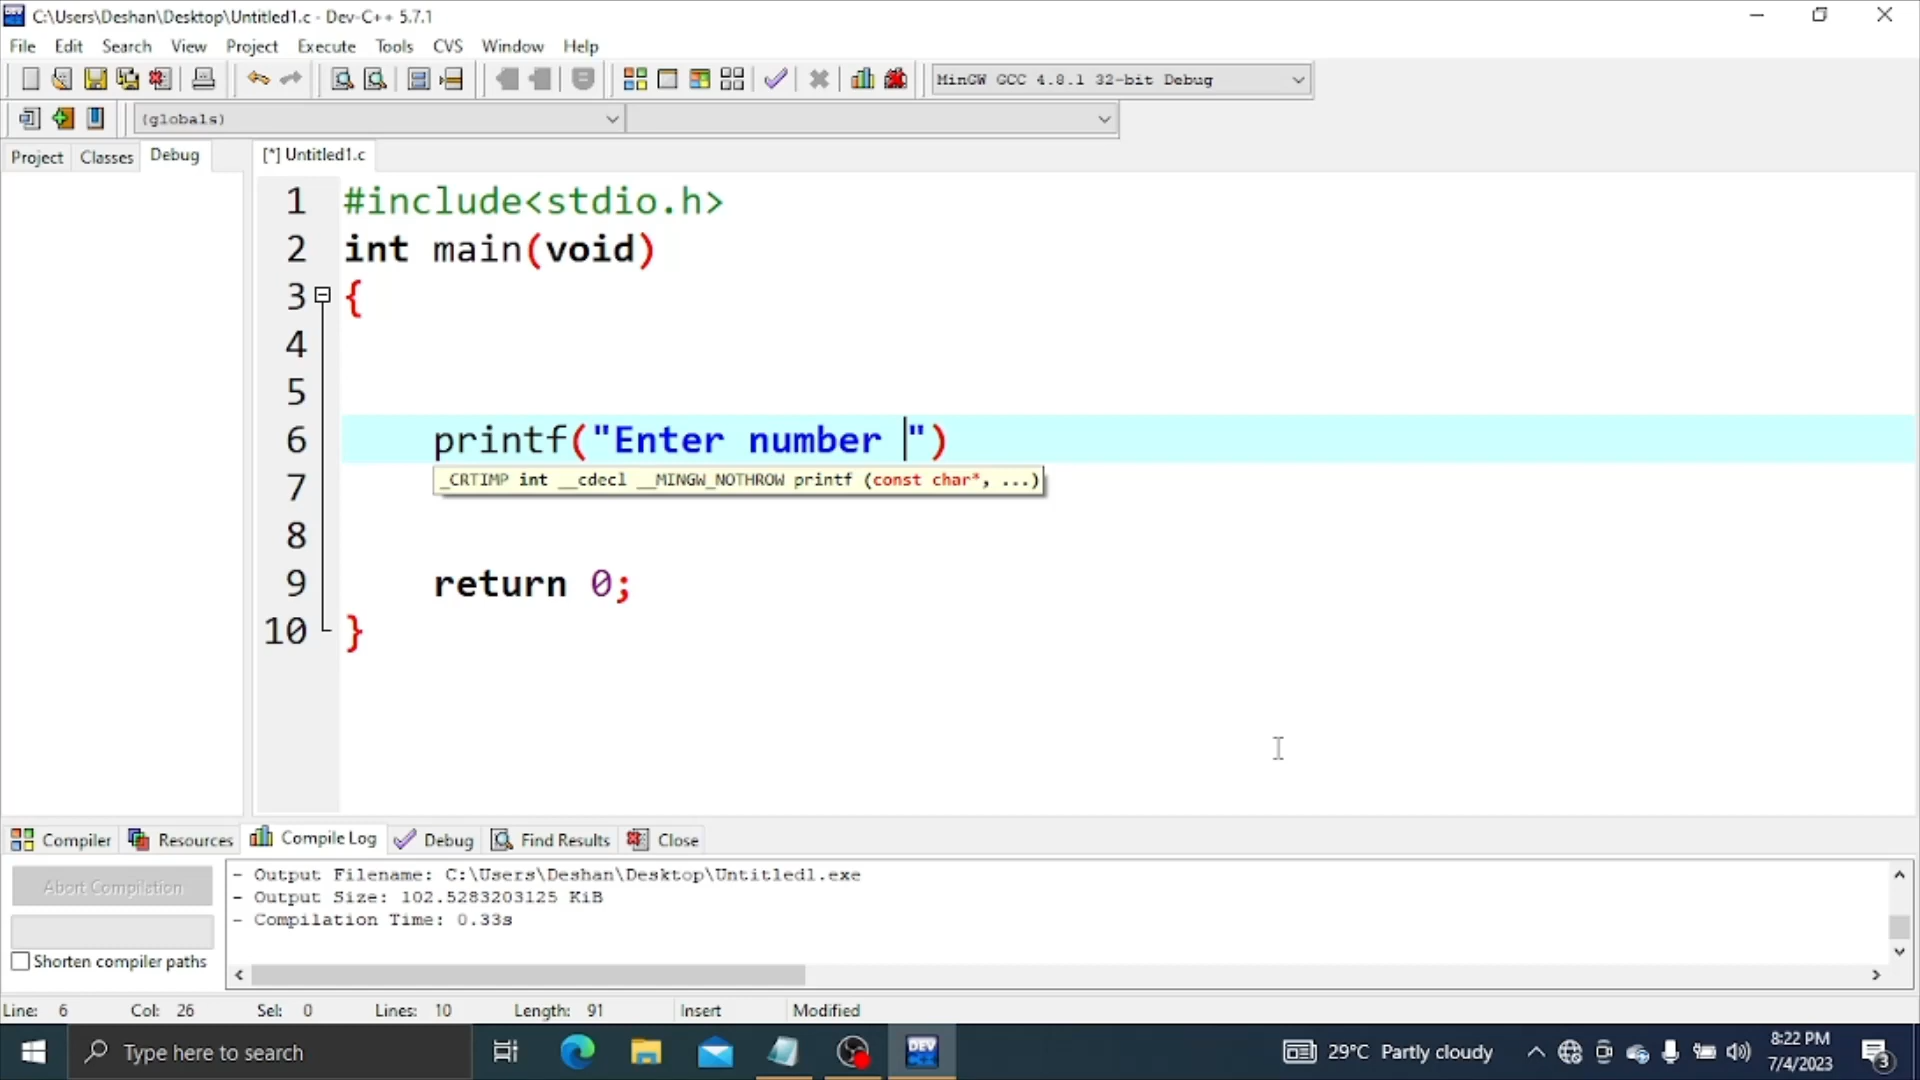 C:\Users\Deshan\Desktop\Untitled1.c - Dev-C++ 5.7.1
File Edit Search View Project Execute Tools CVS Window Help
MinGW GCC 4.8.1 32-bit Debug
(globals)
Project Classes Debug [*] Untitled1.c
1 #include<stdio.h>
2 int main(void)
3 {
4
5
6 printf("Enter number ")
7 _CRTIMP int __cdecl __MINGW_NOTHROW printf (const char*, ...)
8
9 return 0;
10 }
Compiler Resources Compile Log Debug Find Results Close
Abort Compilation
- Output Filename: C:\Users\Deshan\Desktop\Untitled1.exe
- Output Size: 102.5283203125 KiB
- Compilation Time: 0.33s
Shorten compiler paths
Line: 6 Col: 26 Sel: 0 Lines: 10 Length: 91 Insert Modified
Type here to search
DEV
29°C Partly cloudy
8:22 PM
7/4/2023
3